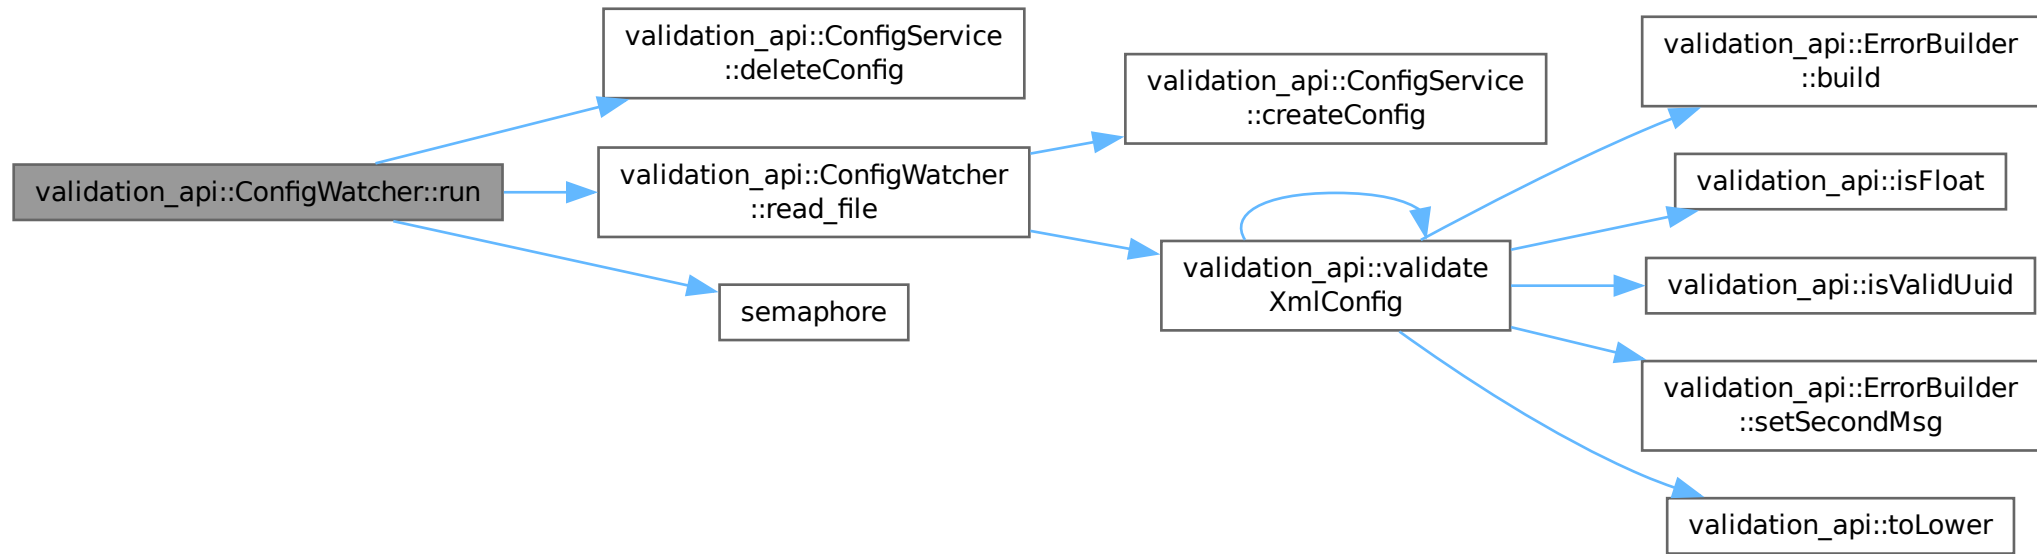 validation_api::ConfigWatcher::run
validation_api::ConfigService
::deleteConfig
validation_api::ConfigWatcher
::read_file
semaphore
validation_api::ConfigService
::createConfig
validation_api::validate
XmlConfig
validation_api::ErrorBuilder
::build
validation_api::isFloat
validation_api::isValidUuid
validation_api::ErrorBuilder
::setSecondMsg
validation_api::toLower